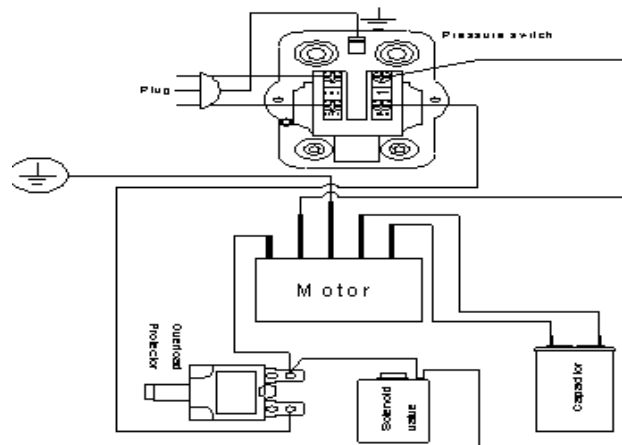 Pressure switch
Plug
Motor
Overload
Protector
Solenoid
valve
Capacitor